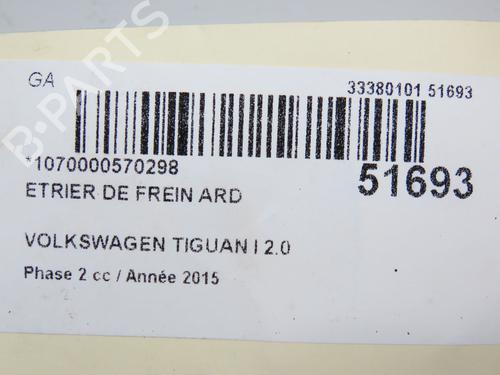 GA
33380101 51693
*1070000570298
51693
ETRIER DE FREIN ARD
VOLKSWAGEN TIGUAN I 2.0
Phase 2 cc / Année 2015
B-PARTS